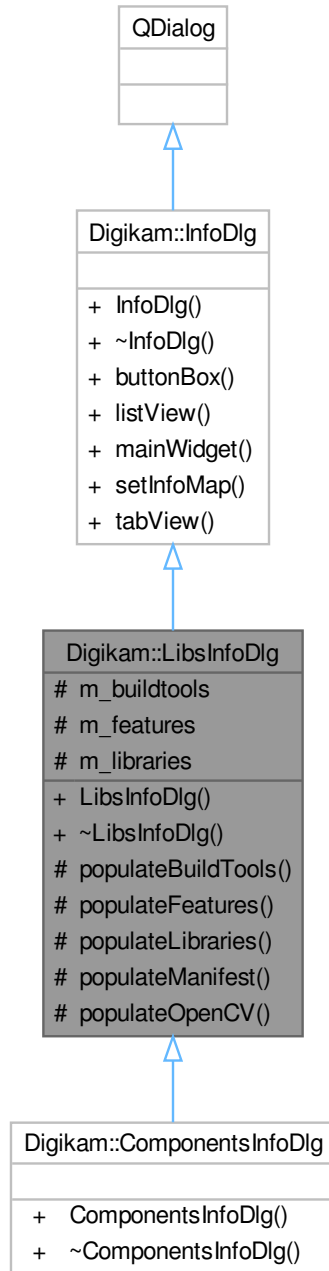 QDialog
Digikam::InfoDlg
+ InfoDlg()
+ ~InfoDlg()
+ buttonBox()
+ listView()
+ mainWidget()
+ setInfoMap()
+ tabView()
Digikam::LibsInfoDlg
# m_buildtools
# m_features
# m_libraries
+ LibsInfoDlg()
+ ~LibsInfoDlg()
# populateBuildTools()
# populateFeatures()
# populateLibraries()
# populateManifest()
# populateOpenCV()
Digikam::ComponentsInfoDlg
+ ComponentsInfoDlg()
+ ~ComponentsInfoDlg()